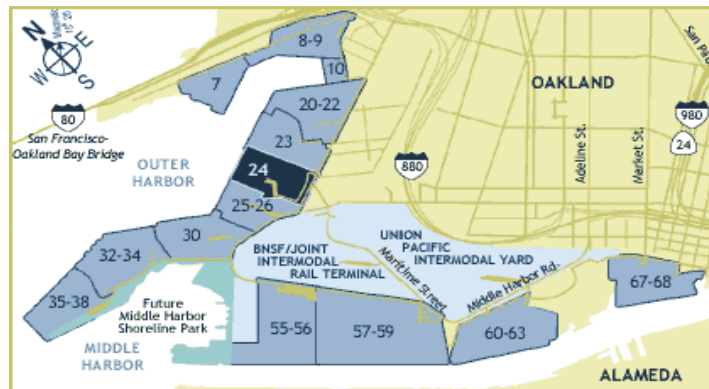 N
E
W
S
8-9
7
10
OAKLAND
San Pa
20-22
80
San Francisco-
Oakland Bay Bridge
980
24
23
OUTER
HARBOR
24
880
Adeline St.
Market St.
25-26
30
32-34
UNION
PACIFIC
INTERMODAL YARD
BNSF/JOINT
INTERMODAL
RAIL TERMINAL
Maritime Street
Middle Harbor Rd.
67-68
35-38
Future
Middle Harbor
Shoreline Park
55-56
57-59
60-63
MIDDLE
HARBOR
ALAMEDA